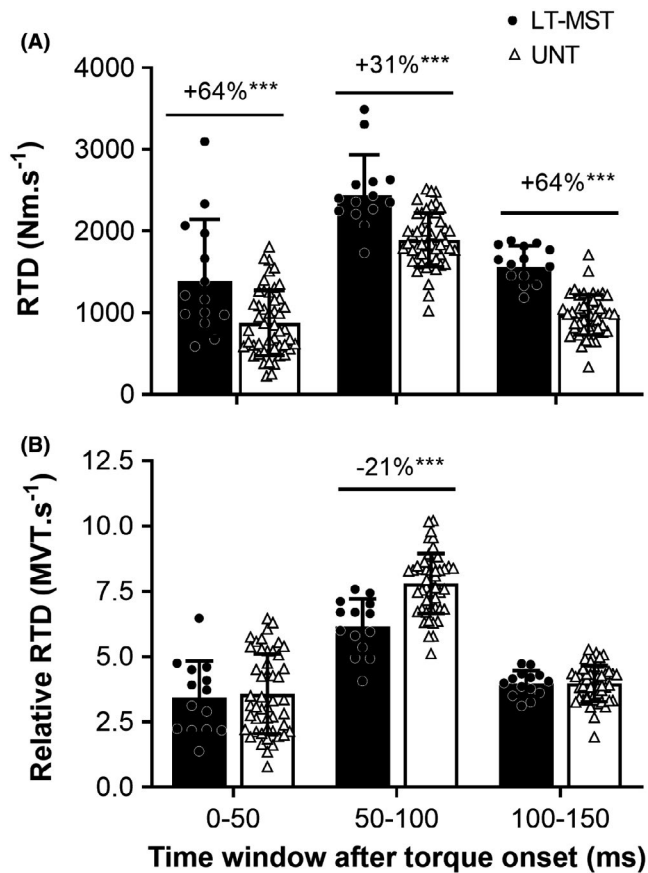 (A)
● LT-MST
△ UNT
RTD (Nm.s⁻¹)
4000
3000
2000
1000
0
+64%***
+31%***
+64%***
(B)
Relative RTD (MVT.s⁻¹)
12.5
10.0
7.5
5.0
2.5
0.0
-21%***
0-50
50-100
100-150
Time window after torque onset (ms)